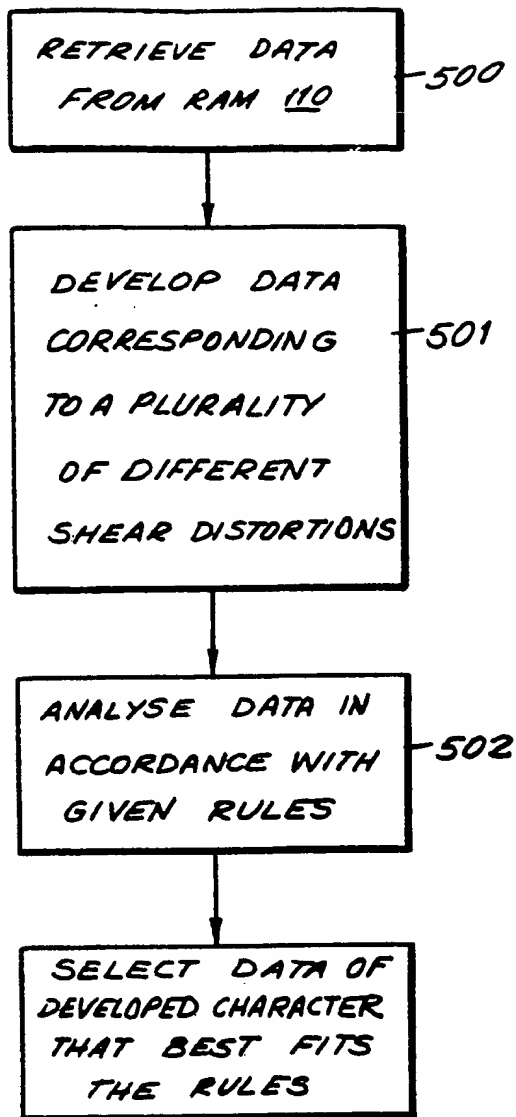 RETRIEVE DATA
FROM RAM 110
500
DEVELOP DATA
CORRESPONDING
TO A PLURALITY
OF DIFFERENT
SHEAR DISTORTIONS
501
ANALYSE DATA IN
ACCORDANCE WITH
GIVEN RULES
502
SELECT DATA OF
DEVELOPED CHARACTER
THAT BEST FITS
THE RULES